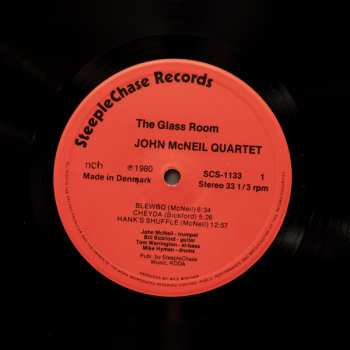 SteepleChase Records
The Glass Room
JOHN McNEIL QUARTET
ncb
℗1980
SCS-1133 1
Made in Denmark
Stereo 33 1/3 rpm
BLEWBO (McNeil) 6:34
CHEYDA (Bickford) 5:26
HANK'S SHUFFLE (McNeil) 12:57
John McNeil - trumpet
Bill Bickford - guitar
Tom Warrington - st.bass
Mike Hyman - drums
Publ. by SteepleChase
Music, KODA